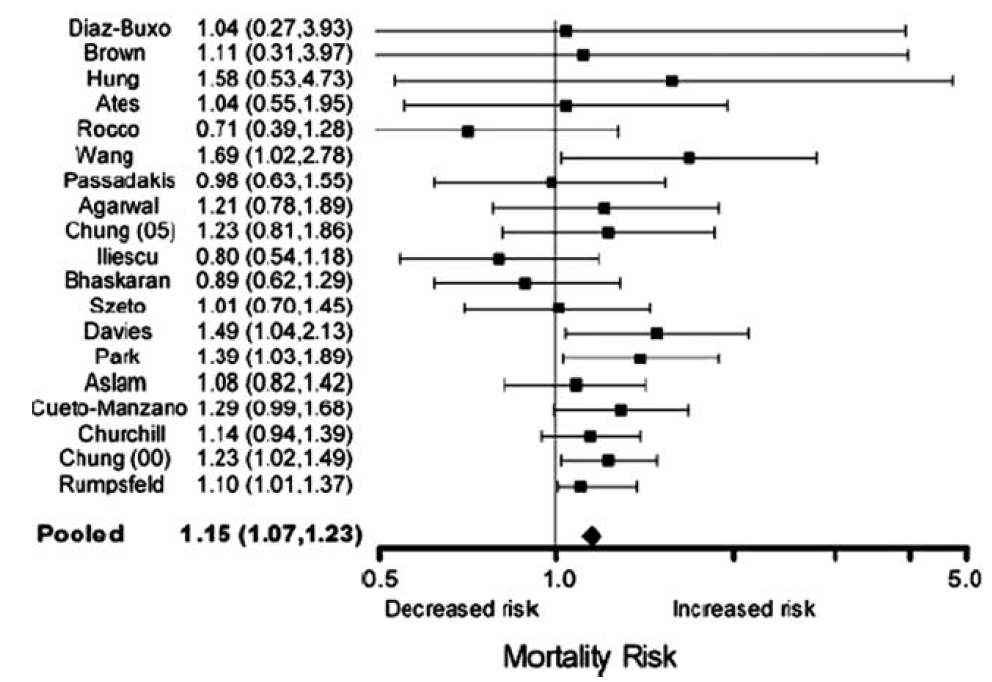 Diaz-Buxo 1.04 (0.27,3.93)
Brown 1.11 (0.31,3.97)
Hung 1.58 (0.53,4.73)
Ates 1.04 (0.55,1.95)
Rocco 0.71 (0.39,1.28)
Wang 1.69 (1.02,2.78)
Passadakis 0.98 (0.63,1.55)
Agarwal 1.21 (0.78,1.89)
Chung (05) 1.23 (0.81,1.86)
Iliescu 0.80 (0.54,1.18)
Bhaskaran 0.89 (0.62,1.29)
Szeto 1.01 (0.70,1.45)
Davies 1.49 (1.04,2.13)
Park 1.39 (1.03,1.89)
Aslam 1.08 (0.82,1.42)
Cueto-Manzano 1.29 (0.99,1.68)
Churchill 1.14 (0.94,1.39)
Chung (00) 1.23 (1.02,1.49)
Rumpsfeld 1.10 (1.01,1.37)
Pooled 1.15 (1.07,1.23)
0.5 1.0 5.0
Decreased risk Increased risk
Mortality Risk